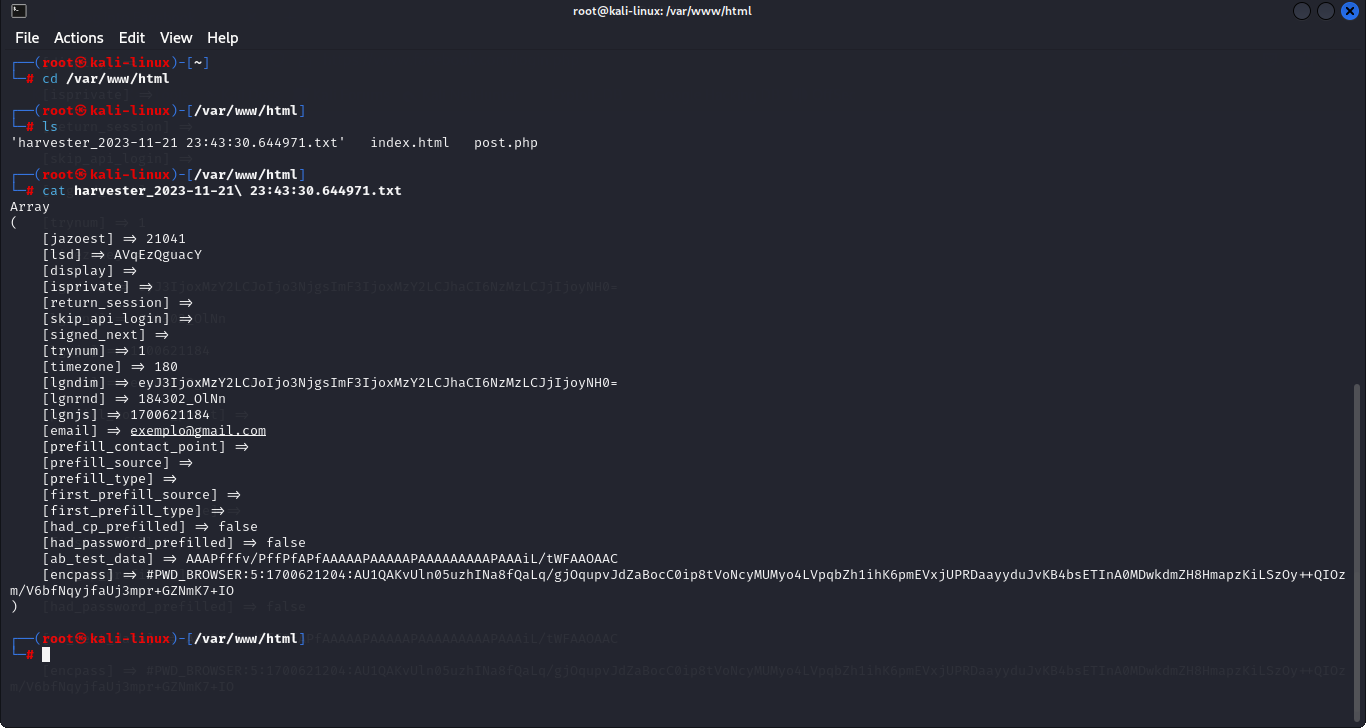 root@kali-linux: /var/www/html
File Actions Edit View Help
┌──(root㉿kali-linux)-[~]
└─# cd /var/www/html
┌──(root㉿kali-linux)-[/var/www/html]
└─# ls
'harvester_2023-11-21 23:43:30.644971.txt' index.html post.php
┌──(root㉿kali-linux)-[/var/www/html]
└─# cat harvester_2023-11-21\ 23:43:30.644971.txt
Array
(
[jazoest] => 21041
[lsd] => AVqEzQguacY
[display] =>
[isprivate] =>
[return_session] =>
[skip_api_login] =>
[signed_next] =>
[trynum] => 1
[timezone] => 180
[lgndim] => eyJ3IjoxMzY2LCJoIjo3NjgsImF3IjoxMzY2LCJhaCI6NzMzLCJjIjoyNH0=
[lgnrnd] => 184302_OlNn
[lgnjs] => 1700621184
[email] => exemplo@gmail.com
[prefill_contact_point] =>
[prefill_source] =>
[prefill_type] =>
[first_prefill_source] =>
[first_prefill_type] =>
[had_cp_prefilled] => false
[had_password_prefilled] => false
[ab_test_data] => AAAPfffv/PffPfAPfAAAAAPAAAAAPAAAAAAAAAPAAAiL/tWFAAOAAC
[encpass] => #PWD_BROWSER:5:1700621204:AU1QAKvUln05uzhINa8fQaLq/gjOqupvJdZaBocC0ip8tVoNcyMUMyo4LVpqbZh1ihK6pmEVxjUPRDaayyduJvKB4bsETInA0MDwkdmZH8HmapzKiLSzOy++QIOz
m/V6bfNqyjfaUj3mpr+GZNmK7+IO
)
┌──(root㉿kali-linux)-[/var/www/html]
└─#